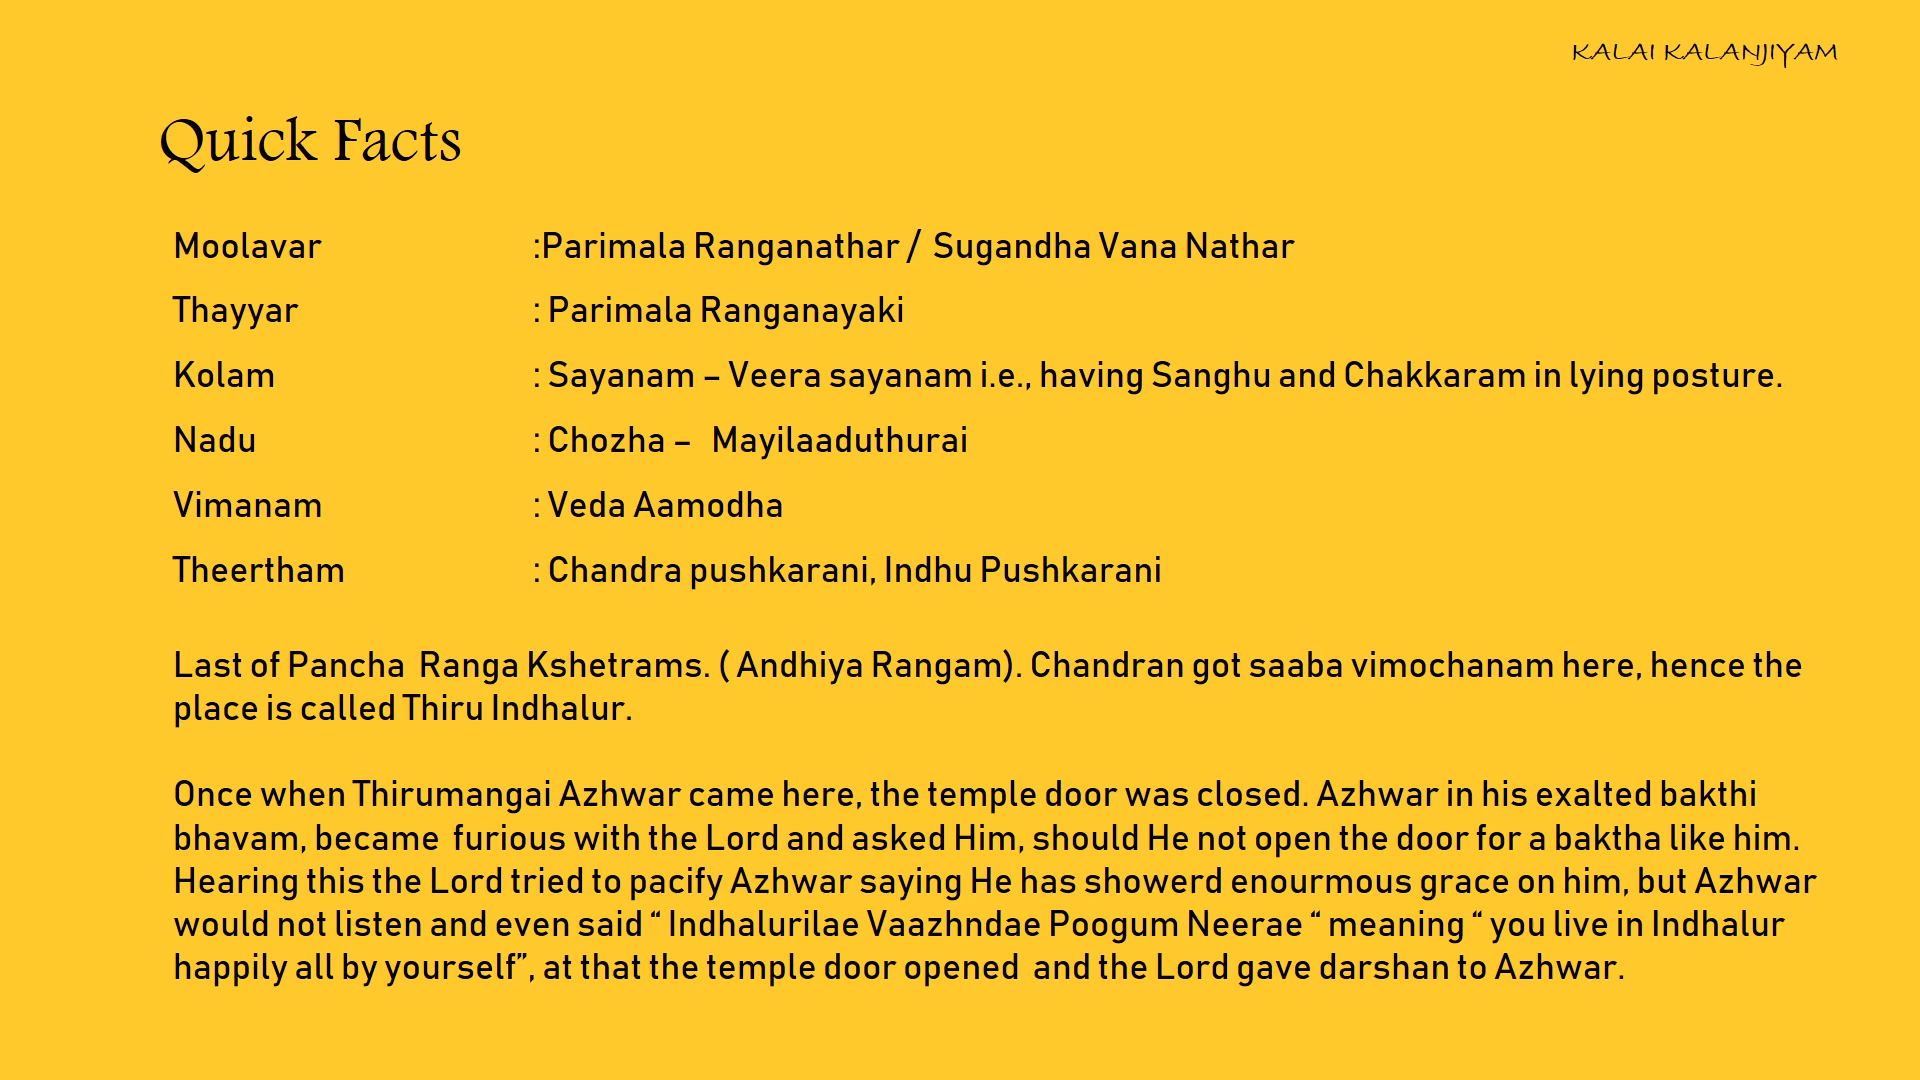 KALAI KALANJIYAM
Quick Facts
Moolavar :Parimala Ranganathar / Sugandha Vana Nathar
Thayyar : Parimala Ranganayaki
Kolam : Sayanam – Veera sayanam i.e., having Sanghu and Chakkaram in lying posture.
Nadu : Chozha – Mayilaaduthurai
Vimanam : Veda Aamodha
Theertham : Chandra pushkarani, Indhu Pushkarani
Last of Pancha Ranga Kshetrams. ( Andhiya Rangam). Chandran got saaba vimochanam here, hence the
place is called Thiru Indhalur.
Once when Thirumangai Azhwar came here, the temple door was closed. Azhwar in his exalted bakthi
bhavam, became furious with the Lord and asked Him, should He not open the door for a baktha like him.
Hearing this the Lord tried to pacify Azhwar saying He has showerd enourmous grace on him, but Azhwar
would not listen and even said “ Indhalurilae Vaazhndae Poogum Neerae “ meaning “ you live in Indhalur
happily all by yourself”, at that the temple door opened and the Lord gave darshan to Azhwar.